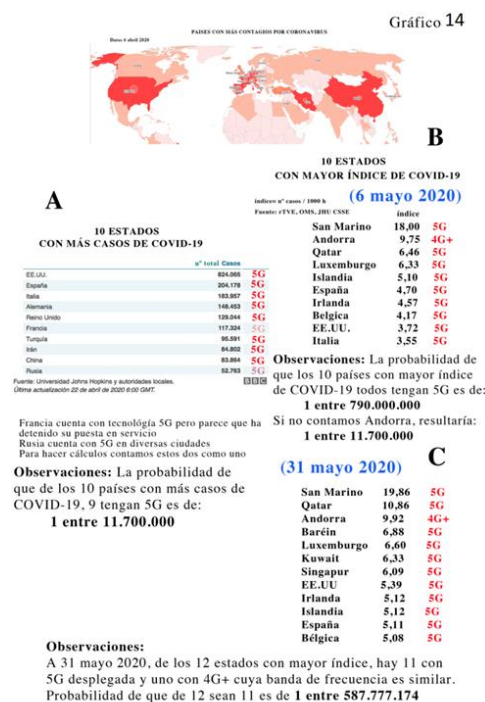 Gráfico 14
PAISES CON MÁS CONTAGIOS POR CORONAVIRUS
Datos 6 abril 2020
B
10 ESTADOS
CON MAYOR ÍNDICE DE COVID-19
(6 mayo 2020)
índice= nº casos / 1000 h
Fuente: rTVE, OMS, JHU CSSE
índice
San Marino 18,00 5G
Andorra 9,75 4G+
Qatar 6,46 5G
Luxemburgo 6,33 5G
Islandia 5,10 5G
España 4,70 5G
Irlanda 4,57 5G
Belgica 4,17 5G
EE.UU. 3,72 5G
Italia 3,55 5G
Observaciones: La probabilidad de
que los 10 países con mayor índice
de COVID-19 todos tengan 5G es de:
1 entre 790.000.000
Si no contamos Andorra, resultaría:
1 entre 11.700.000
A
10 ESTADOS
CON MÁS CASOS DE COVID-19
nº total Casos
EE.UU. 824.065 5G
España 204.178 5G
Italia 183.957 5G
Alemania 148.453 5G
Reino Unido 129.044 5G
Francia 117.324 5G
Turquía 95.591 5G
Irán 84.802 5G
China 83.864 5G
Rusia 52.763 5G
Fuente: Universidad Johns Hopkins y autoridades locales.
BBC
Última actualización 22 de abril de 2020 6:00 GMT.
Francia cuenta con tecnológía 5G pero parece que ha
detenido su puesta en servicio
Rusia cuenta con 5G en diversas ciudades
Para hacer cálculos contamos estos dos como uno
Observaciones: La probabilidad de
que de los 10 países con más casos de
COVID-19, 9 tengan 5G es de:
1 entre 11.700.000
C
(31 mayo 2020)
San Marino 19,86 5G
Qatar 10,86 5G
Andorra 9,92 4G+
Baréin 6,88 5G
Luxemburgo 6,60 5G
Kuwait 6,33 5G
Singapur 6,09 5G
EE.UU 5,39 5G
Irlanda 5,12 5G
Islandia 5,12 5G
España 5,11 5G
Bélgica 5,08 5G
Observaciones:
A 31 mayo 2020, de los 12 estados con mayor índice, hay 11 con
5G desplegada y uno con 4G+ cuya banda de frecuencia es similar.
Probabilidad de que de 12 sean 11 es de 1 entre 587.777.174